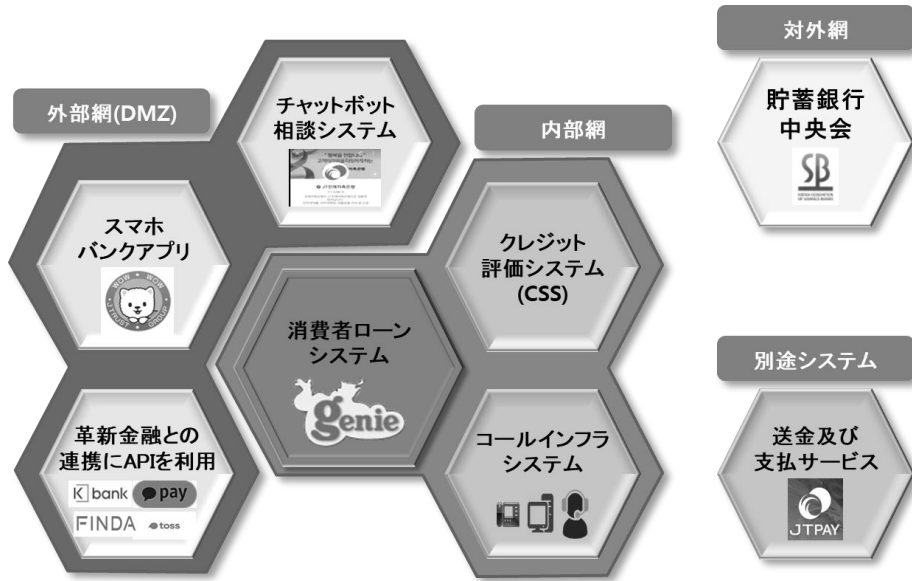 対外網
外部網(DMZ)
チャットボット
相談システム
内部網
貯蓄銀行
中央会
SB
スマホ
バンクアプリ
WOW WOW
J TRUST GROUP
クレジット
評価システム
(CSS)
消費者ローン
システム
genie
別途システム
革新金融との
連携にAPIを利用
K bank
pay
FINDA
toss
コールインフラ
システム
送金及び
支払サービス
JTPAY